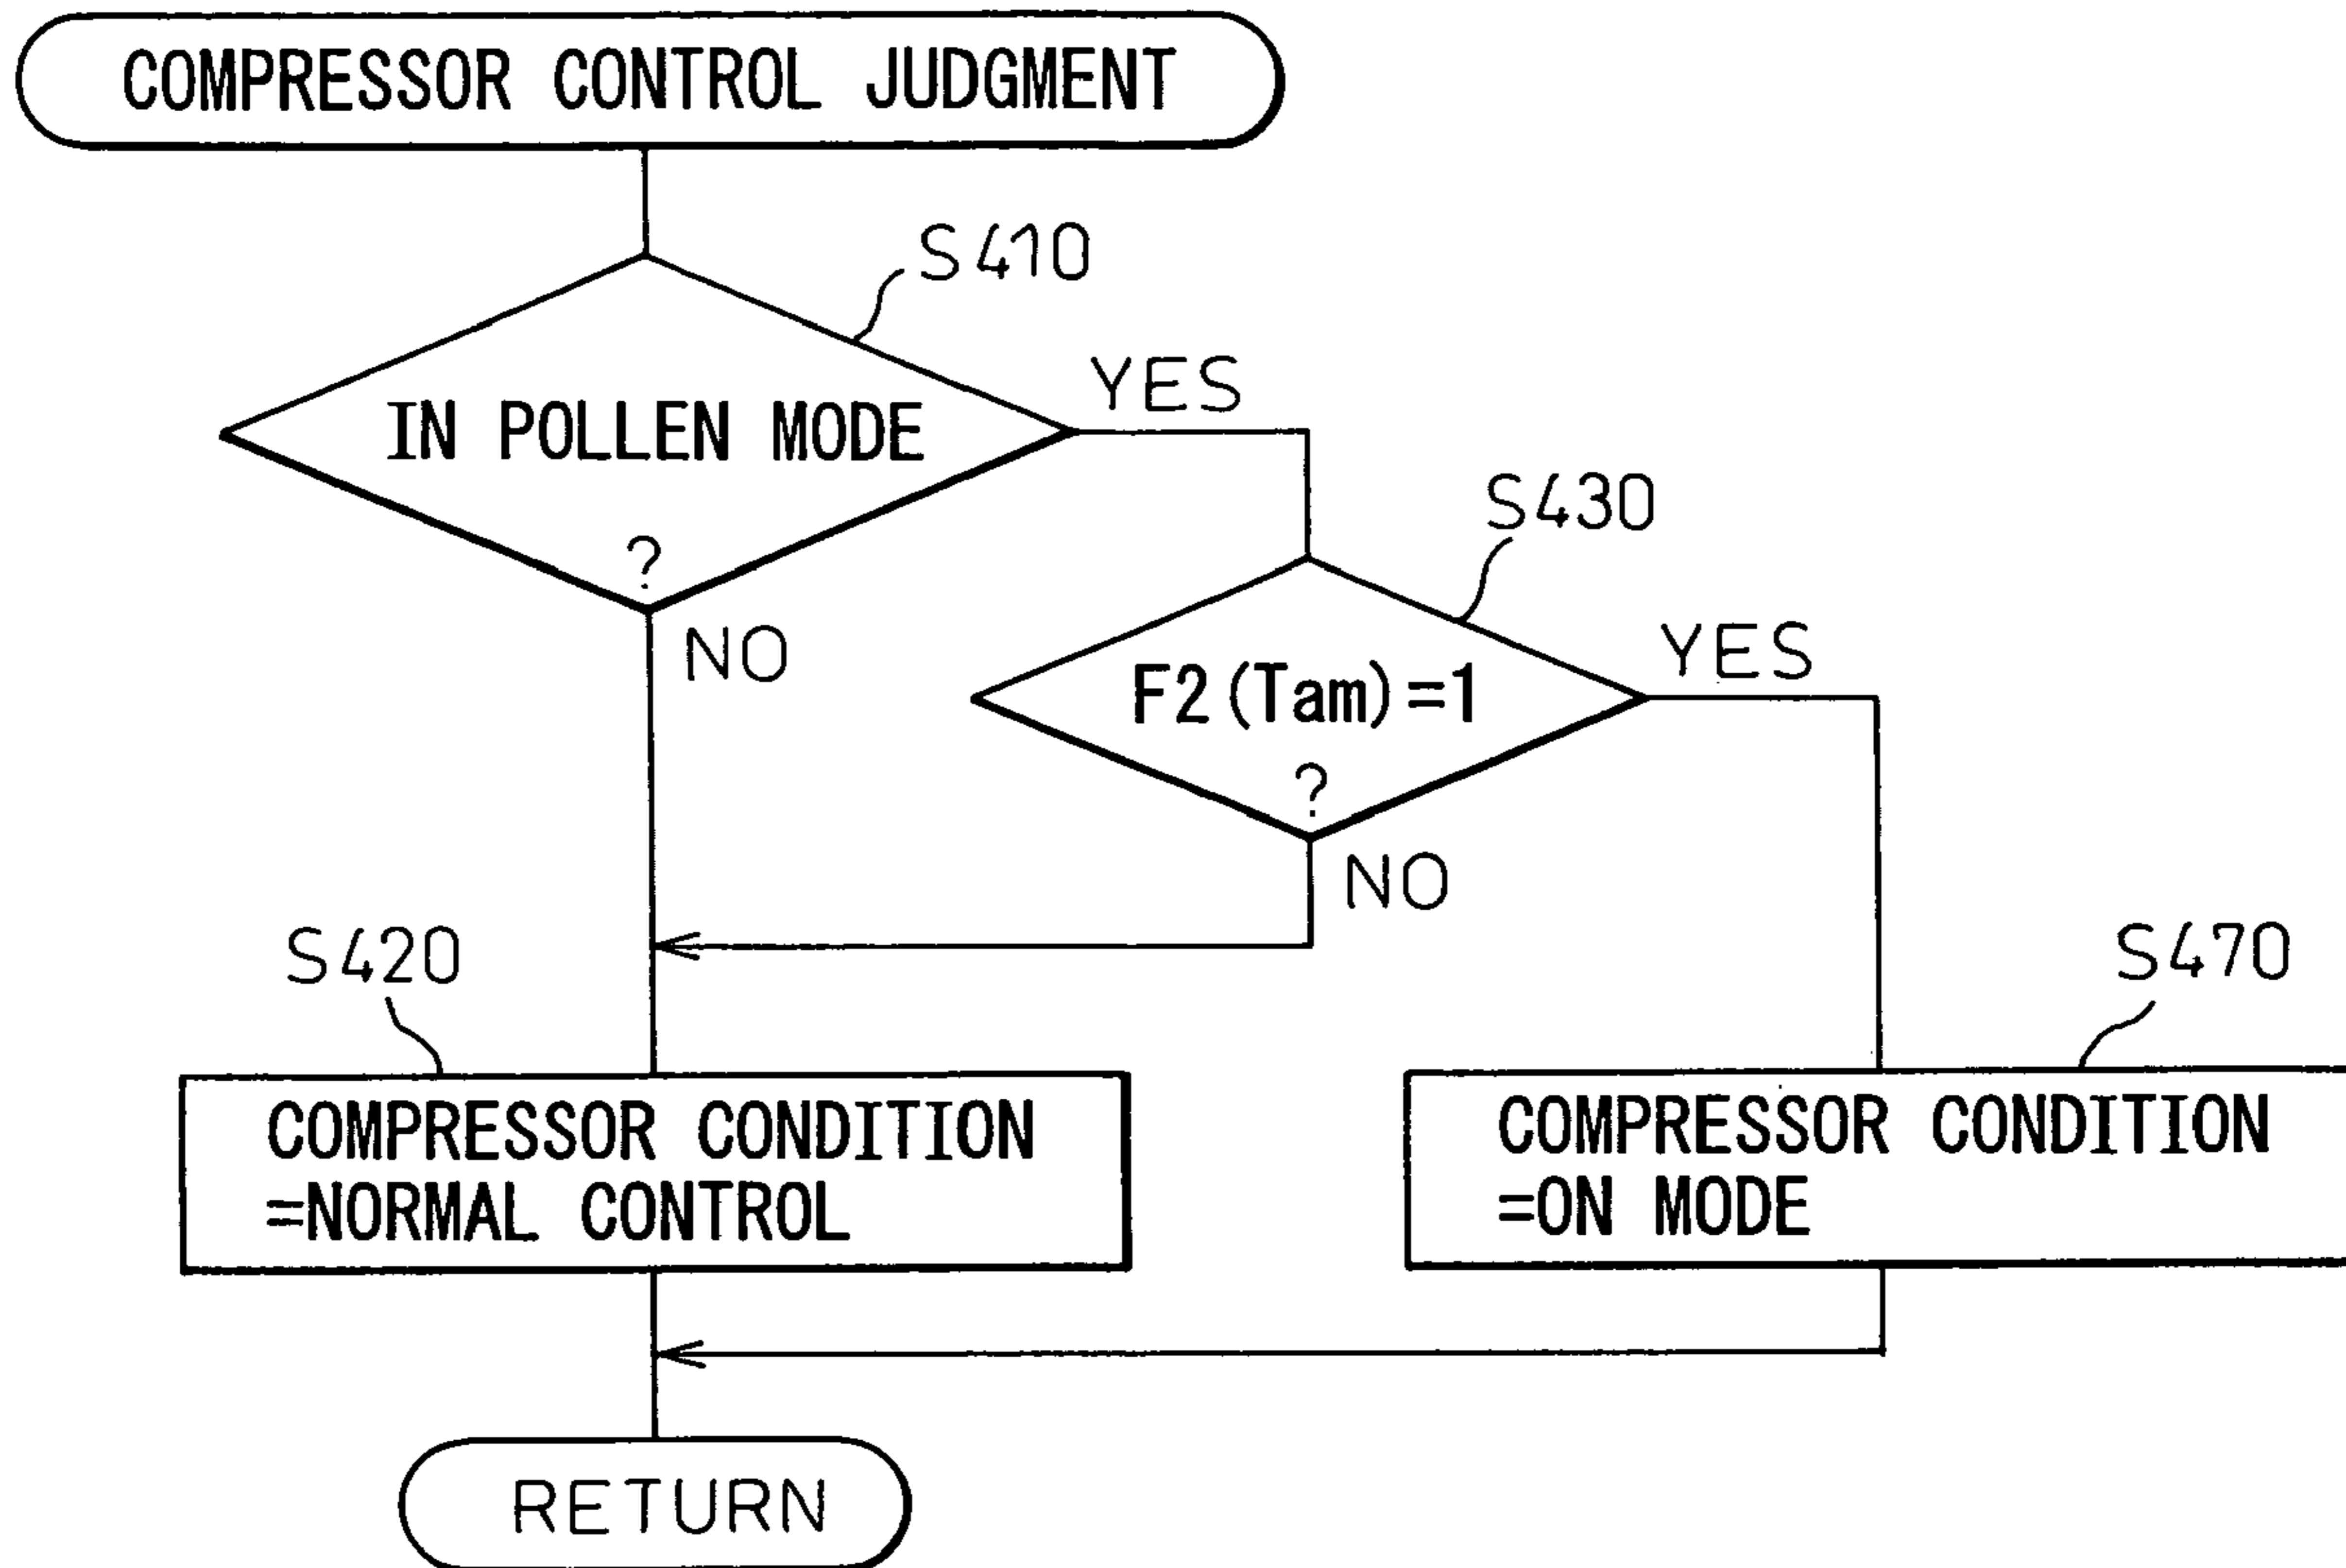 COMPRESSOR CONTROL JUDGMENT
S410
IN POLLEN MODE
?
YES
NO
S430
F2(Tam)=1
?
YES
NO
S420
COMPRESSOR CONDITION
=NORMAL CONTROL
S470
COMPRESSOR CONDITION
=ON MODE
RETURN